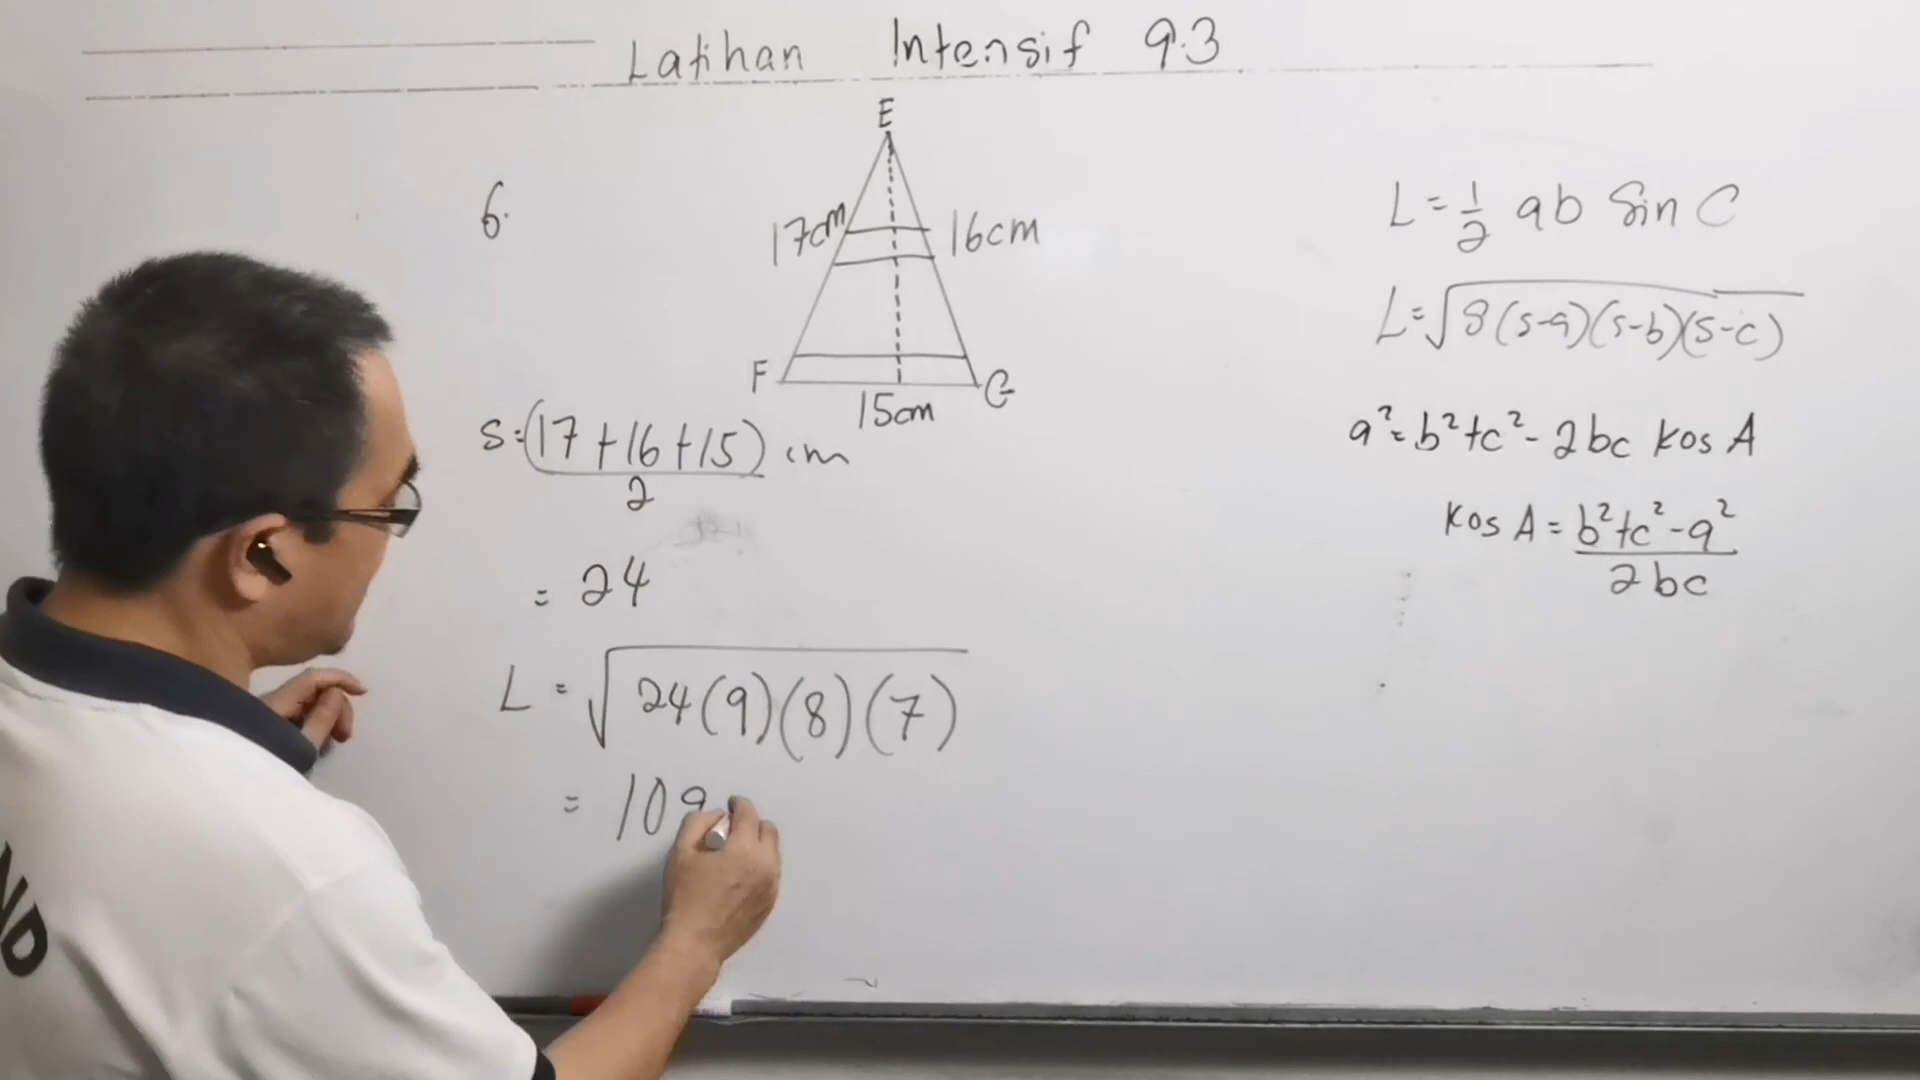 Latihan Intensif 9.3
E
6.
17cm
16cm
F
G
15cm
S=(17+16+15) cm
2
= 24
L = √24(9)(8)(7)
= 109
L=1/2 ab Sin C
L=√8(s-a)(s-b)(s-c)
a²=b²+c²-2bc kos A
kos A = b²+c²-a²
2bc